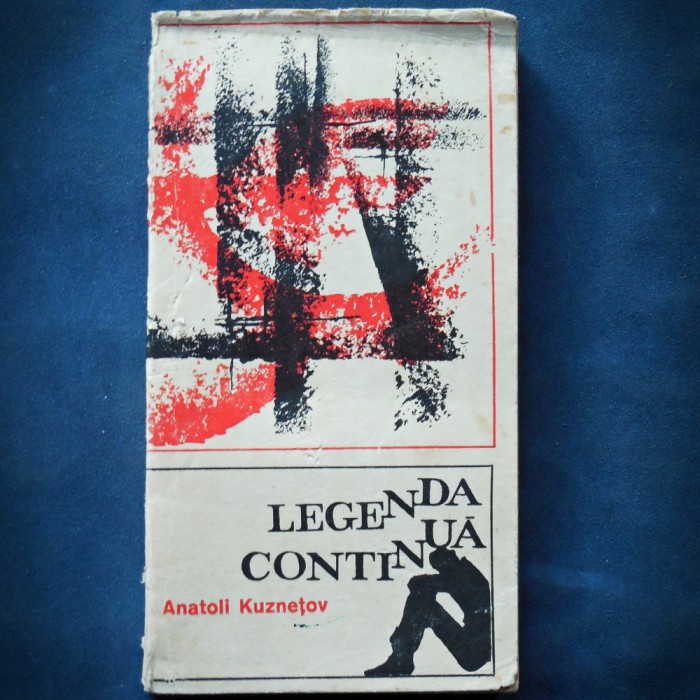 LEGENDA
CONTINUĂ
Anatoli Kuznețov